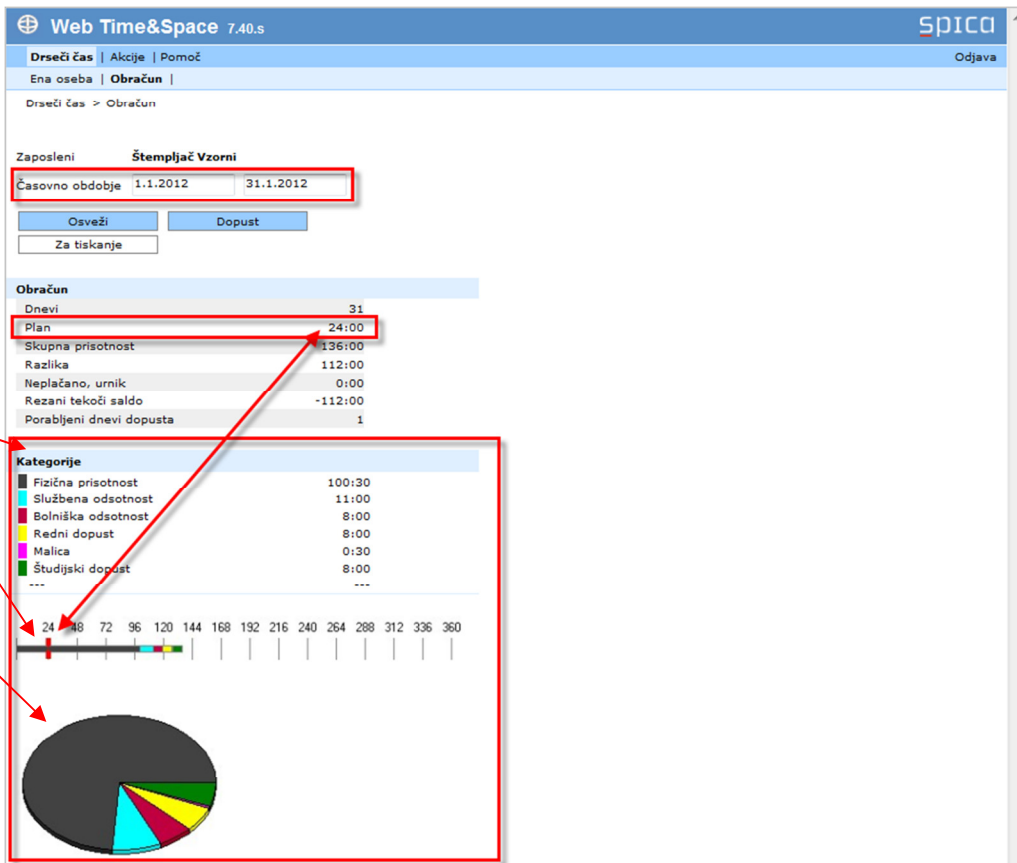 Web Time&Space 7.40.s
spica
Drseči čas | Akcije | Pomoč
Odjava
Ena oseba | Obračun |
Drseči čas > Obračun
Zaposleni Štempljač Vzorni
Časovno obdobje 1.1.2012 31.1.2012
Osveži Dopust
Za tiskanje
Obračun
Dnevi 31
Plan 24:00
Skupna prisotnost 136:00
Razlika 112:00
Neplačano, urnik 0:00
Rezani tekoči saldo -112:00
Porabljeni dnevi dopusta 1
Kategorije
Fizična prisotnost 100:30
Službena odsotnost 11:00
Bolniška odsotnost 8:00
Redni dopust 8:00
Malica 0:30
Študijski dopust 8:00
--- ---
24 48 72 96 120 144 168 192 216 240 264 288 312 336 360